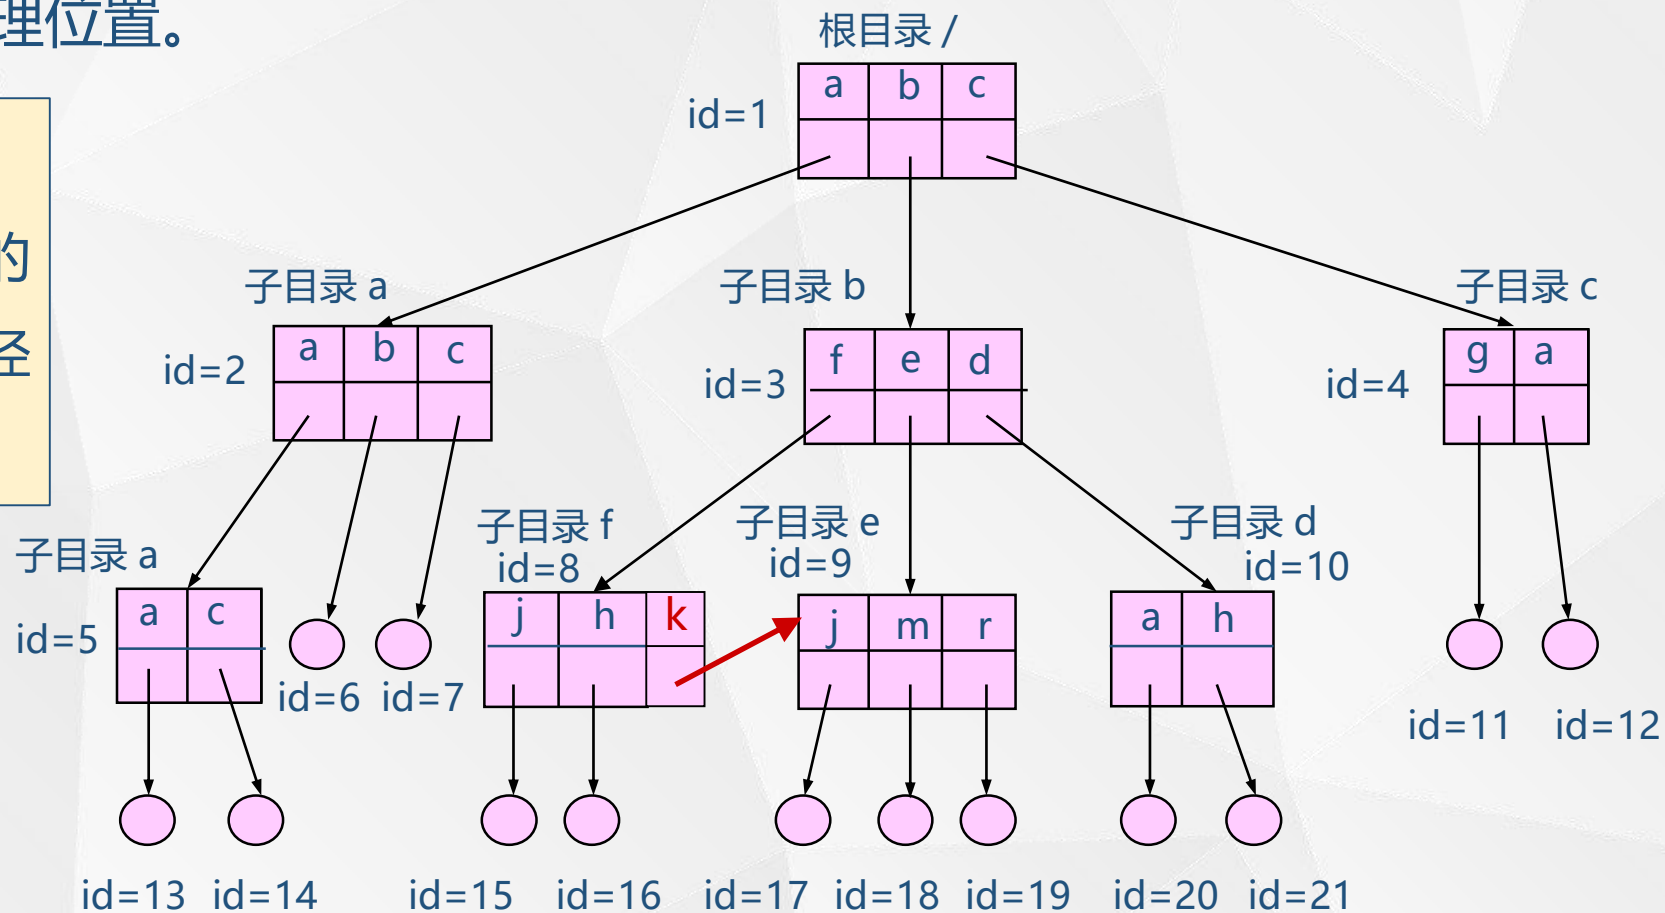 理位置。
的
径
根目录 /
a b c
id=1
子目录 a
子目录 b
子目录 c
a b c
id=2
f e d
id=3
g a
id=4
子目录 a
子目录 f
id=8
子目录 e
id=9
子目录 d
id=10
a c
id=5
id=6 id=7
j h k
j m r
a h
id=11 id=12
id=13 id=14 id=15 id=16 id=17 id=18 id=19 id=20 id=21